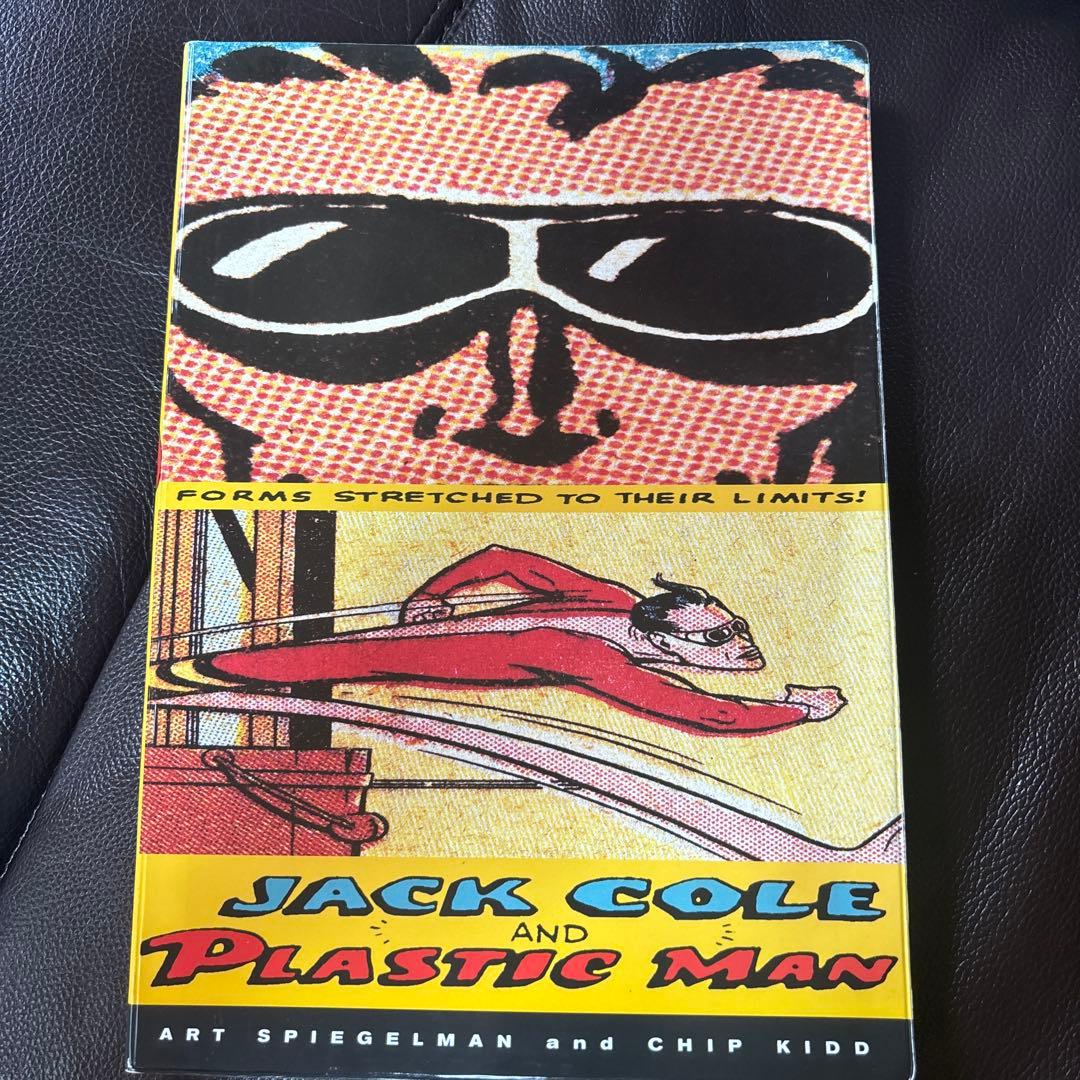 FORMS STRETCHED TO THEIR LIMITS!
JACK COLE
AND
PLASTIC MAN
ART SPIEGELMAN and CHIP KIDD